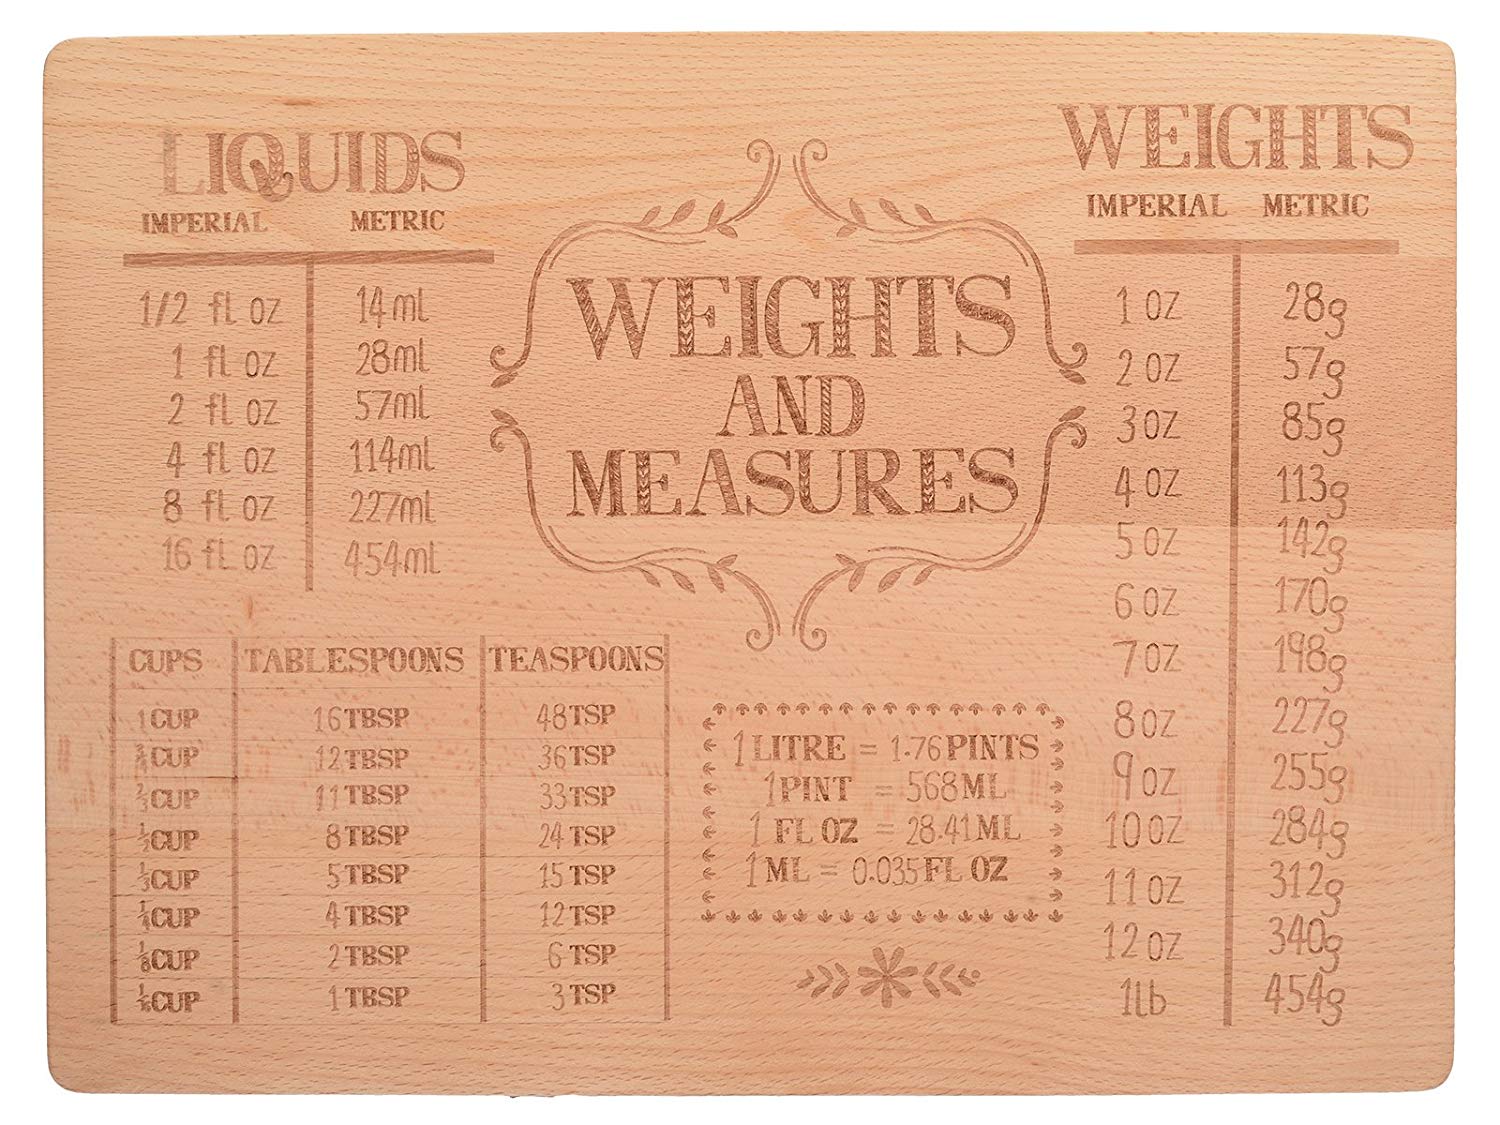 LIQUIDS
IMPERIAL METRIC
1/2 fl oz 14ml
1 fl oz 28ml
2 fl oz 57ml
4 fl oz 114ml
8 fl oz 227ml
16 fl oz 454ml
WEIGHTS
AND
MEASURES
WEIGHTS
IMPERIAL METRIC
1 oz 28g
2 oz 57g
3 oz 85g
4 oz 113g
5 oz 142g
6 oz 170g
7 oz 198g
8 oz 227g
9 oz 255g
10 oz 284g
11 oz 312g
12 oz 340g
1lb 454g
CUPS TABLESPOONS TEASPOONS
1 CUP 16 TBSP 48 TSP
3/4 CUP 12 TBSP 36 TSP
2/3 CUP 11 TBSP 33 TSP
1/2 CUP 8 TBSP 24 TSP
1/3 CUP 5 TBSP 15 TSP
1/4 CUP 4 TBSP 12 TSP
1/8 CUP 2 TBSP 6 TSP
1/16 CUP 1 TBSP 3 TSP
1 LITRE = 1.76 PINTS
1 PINT = 568 ML
1 FL OZ = 28.41 ML
1 ML = 0.035 FL OZ